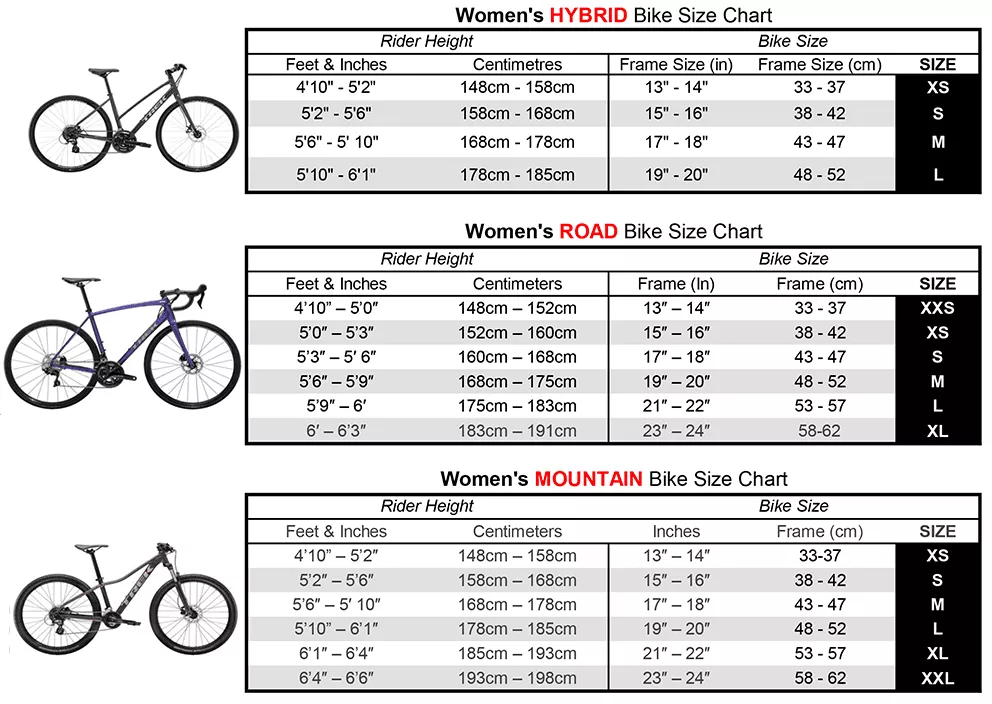 Women's HYBRID Bike Size Chart
Rider Height Bike Size
Feet & Inches Centimetres Frame Size (in) Frame Size (cm) SIZE
4'10" - 5'2" 148cm - 158cm 13" - 14" 33 - 37 XS
5'2" - 5'6" 158cm - 168cm 15" - 16" 38 - 42 S
5'6" - 5' 10" 168cm - 178cm 17" - 18" 43 - 47 M
5'10" - 6'1" 178cm - 185cm 19" - 20" 48 - 52 L
TREK
Women's ROAD Bike Size Chart
Rider Height Bike Size
Feet & Inches Centimeters Frame (In) Frame (cm) SIZE
4’10” – 5’0″ 148cm – 152cm 13″ – 14″ 33 - 37 XXS
5’0″ – 5’3″ 152cm – 160cm 15″ – 16″ 38 - 42 XS
5’3″ – 5′ 6″ 160cm – 168cm 17″ – 18″ 43 - 47 S
5’6″ – 5’9″ 168cm – 175cm 19″ – 20″ 48 - 52 M
5’9″ – 6′ 175cm – 183cm 21″ – 22″ 53 - 57 L
6′ – 6’3″ 183cm – 191cm 23″ – 24″ 58-62 XL
TREK
Women's MOUNTAIN Bike Size Chart
Rider Height Bike Size
Feet & Inches Centimeters Inches Frame (cm) SIZE
4’10” – 5’2″ 148cm – 158cm 13″ – 14″ 33-37 XS
5’2″ – 5’6″ 158cm – 168cm 15″ – 16″ 38 - 42 S
5’6″ – 5′ 10″ 168cm – 178cm 17″ – 18″ 43 - 47 M
5’10″ – 6’1″ 178cm – 185cm 19″ – 20″ 48 - 52 L
6’1″ – 6’4″ 185cm – 193cm 21″ – 22″ 53 - 57 XL
6’4″ – 6’6″ 193cm – 198cm 23″ – 24″ 58 - 62 XXL
TREK